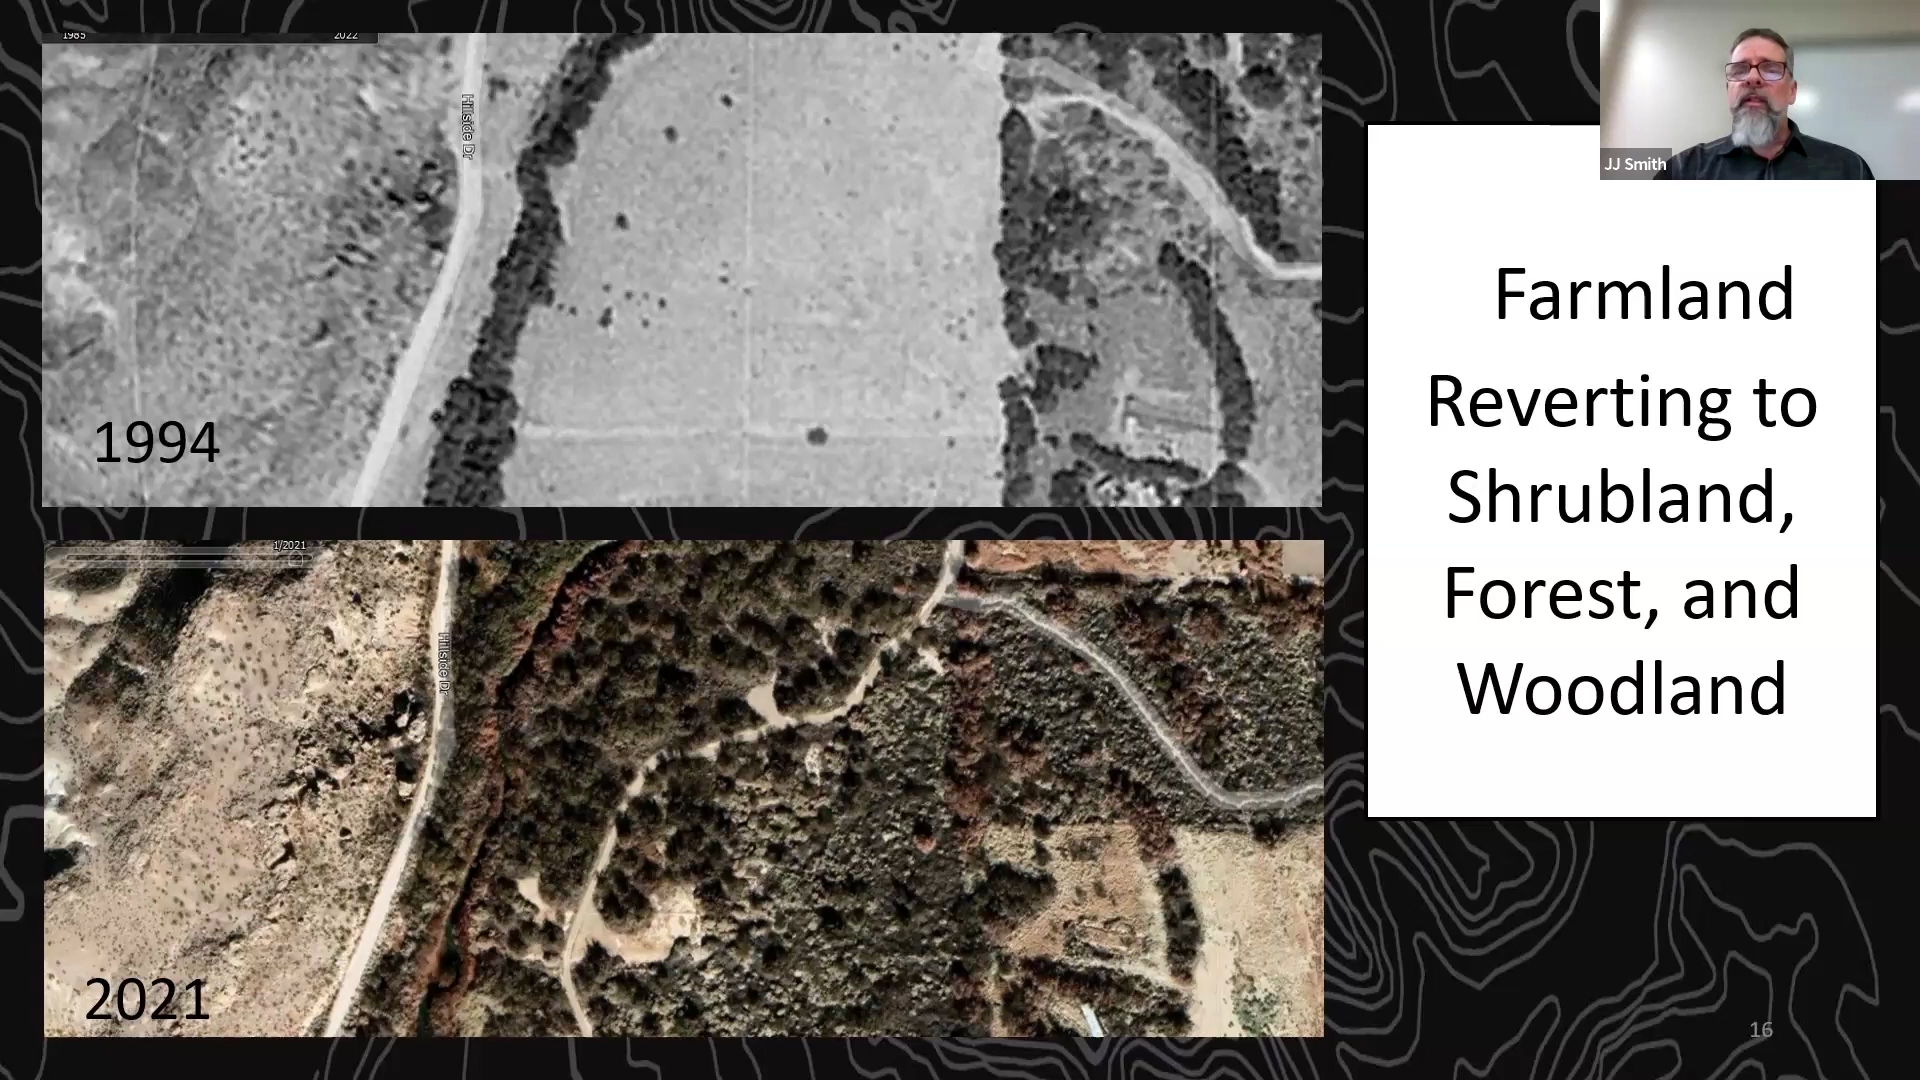 1985 2022
Hillside Dr
1994
1/2021
Hillside Dr
2021
JJ Smith
Farmland
Reverting to
Shrubland,
Forest, and
Woodland
16